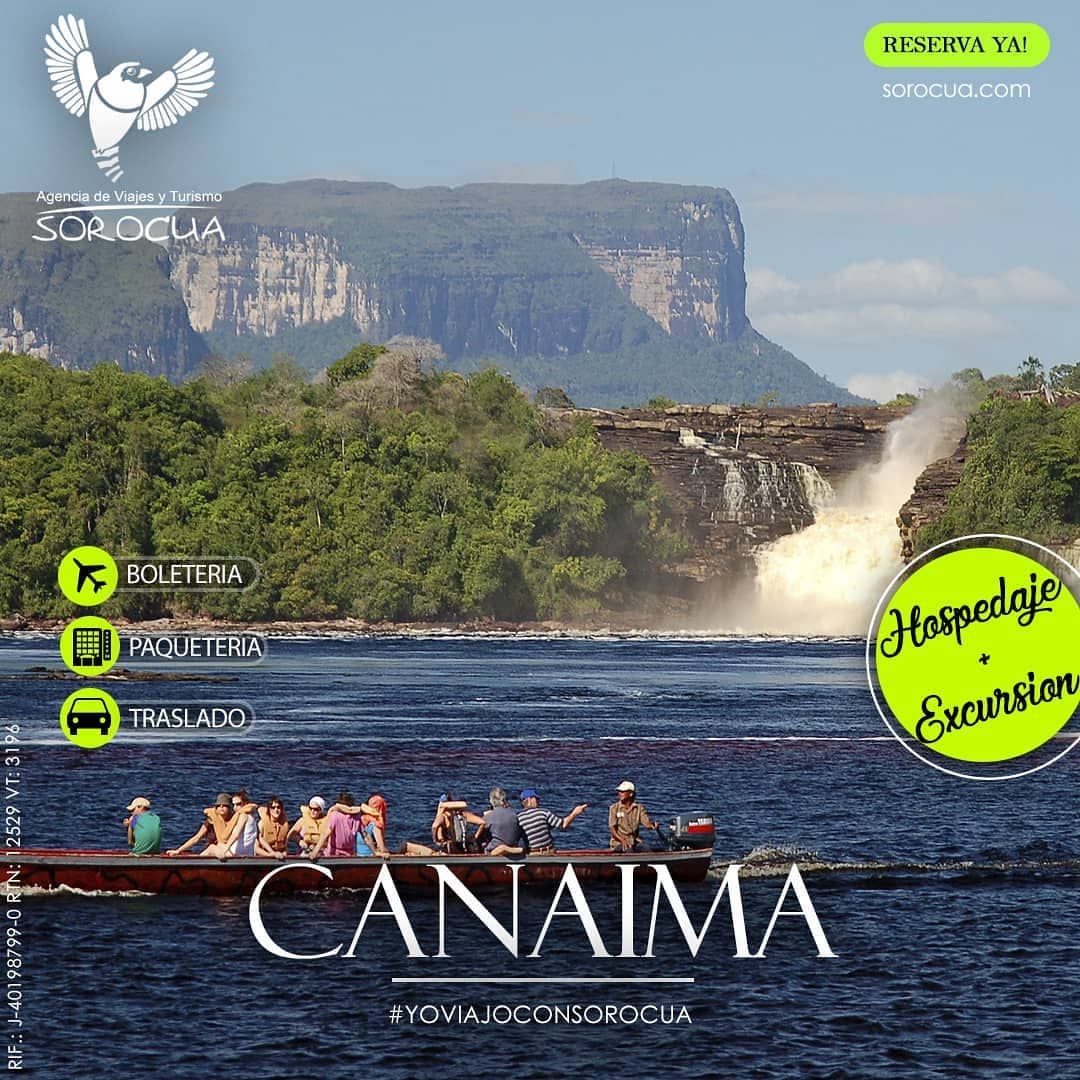 RESERVA YA!
sorocua.com
Agencia de Viajes y Turismo
SOROCUA
BOLETERIA
PAQUETERIA
TRASLADO
Hospedaje
+
Excursion
CANAIMA
#YOVIAJOCONSOROCUA
RIF.: J-40198799-0 RTN: 12529 VT: 3196